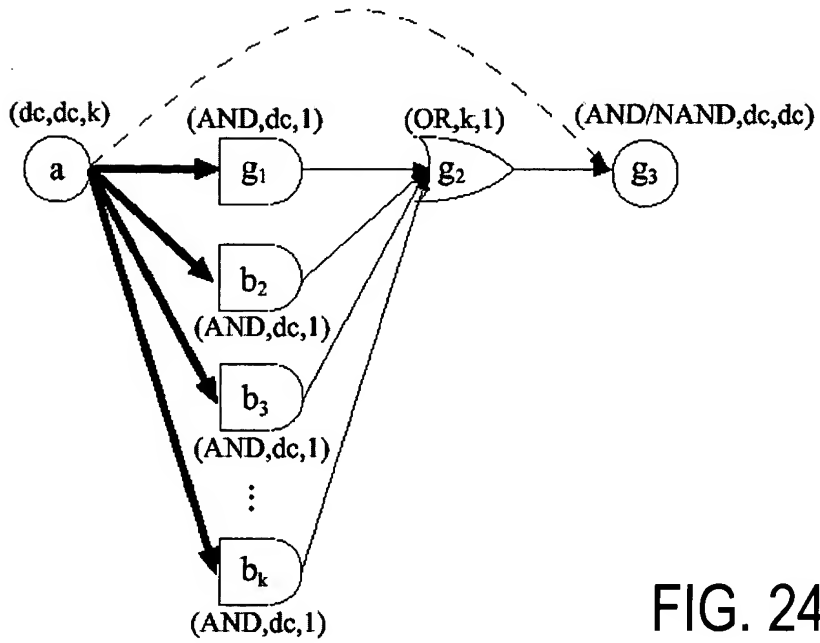 (dc,dc,k)
(AND,dc,1)
(OR,k,1)
(AND/NAND,dc,dc)
a
g₁
g₂
g₃
b₂
(AND,dc,1)
b₃
(AND,dc,1)
⋮
bₖ
(AND,dc,1)
FIG. 24